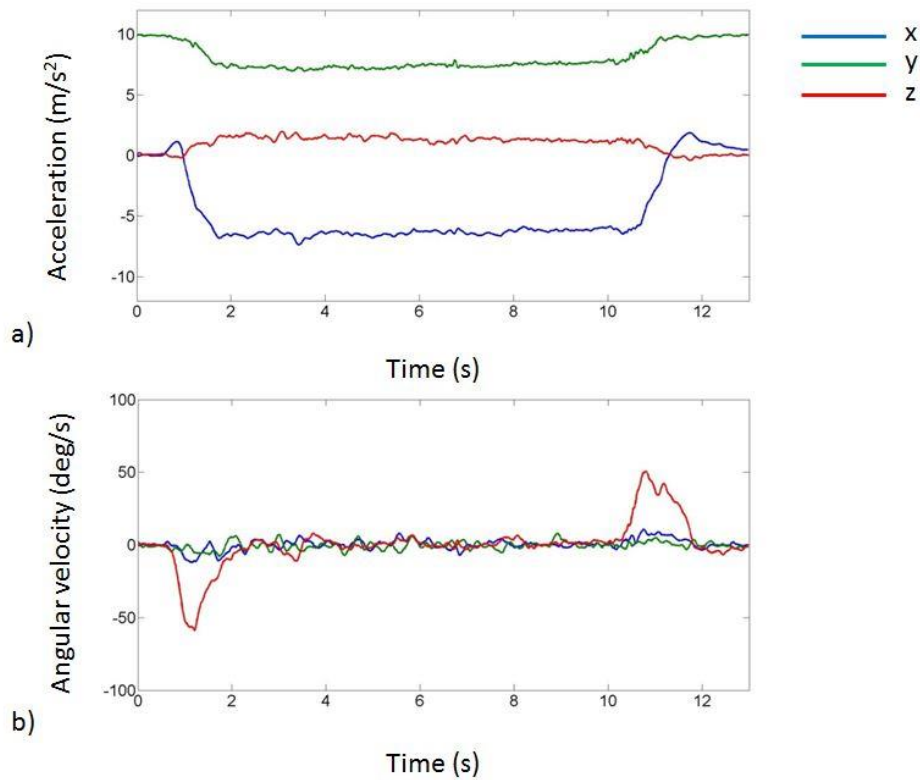 a)
Acceleration (m/s²)
10
5
0
-5
-10
0 2 4 6 8 10 12
Time (s)
x
y
z
b)
Angular velocity (deg/s)
100
50
0
-50
-100
0 2 4 6 8 10 12
Time (s)